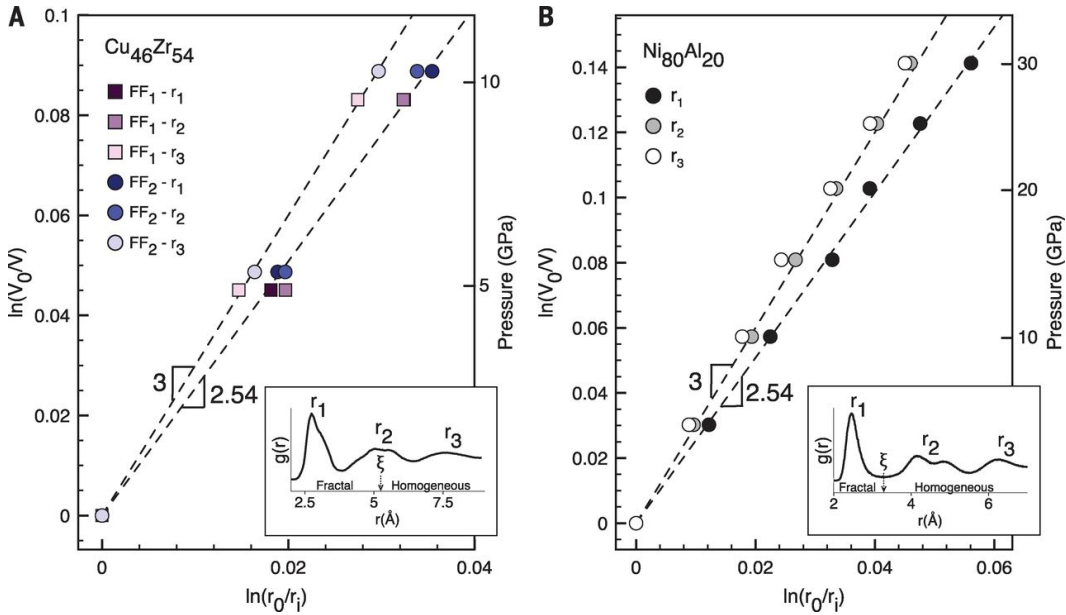 A
Cu46Zr54
FF1 - r1
FF1 - r2
FF1 - r3
FF2 - r1
FF2 - r2
FF2 - r3
0.1
0.08
0.06
0.04
0.02
0
ln(V0/V)
10
5
Pressure (GPa)
3
2.54
r1
r2
r3
g(r)
ξ
Fractal
Homogeneous
2.5
5
7.5
r(Å)
0
0.02
0.04
ln(r0/ri)
B
Ni80Al20
r1
r2
r3
0.14
0.12
0.1
0.08
0.06
0.04
0.02
0
ln(V0/V)
30
20
10
Pressure (GPa)
3
2.54
r1
r2
r3
g(r)
ξ
Fractal
Homogeneous
2
4
6
r(Å)
0
0.02
0.04
0.06
ln(r0/ri)